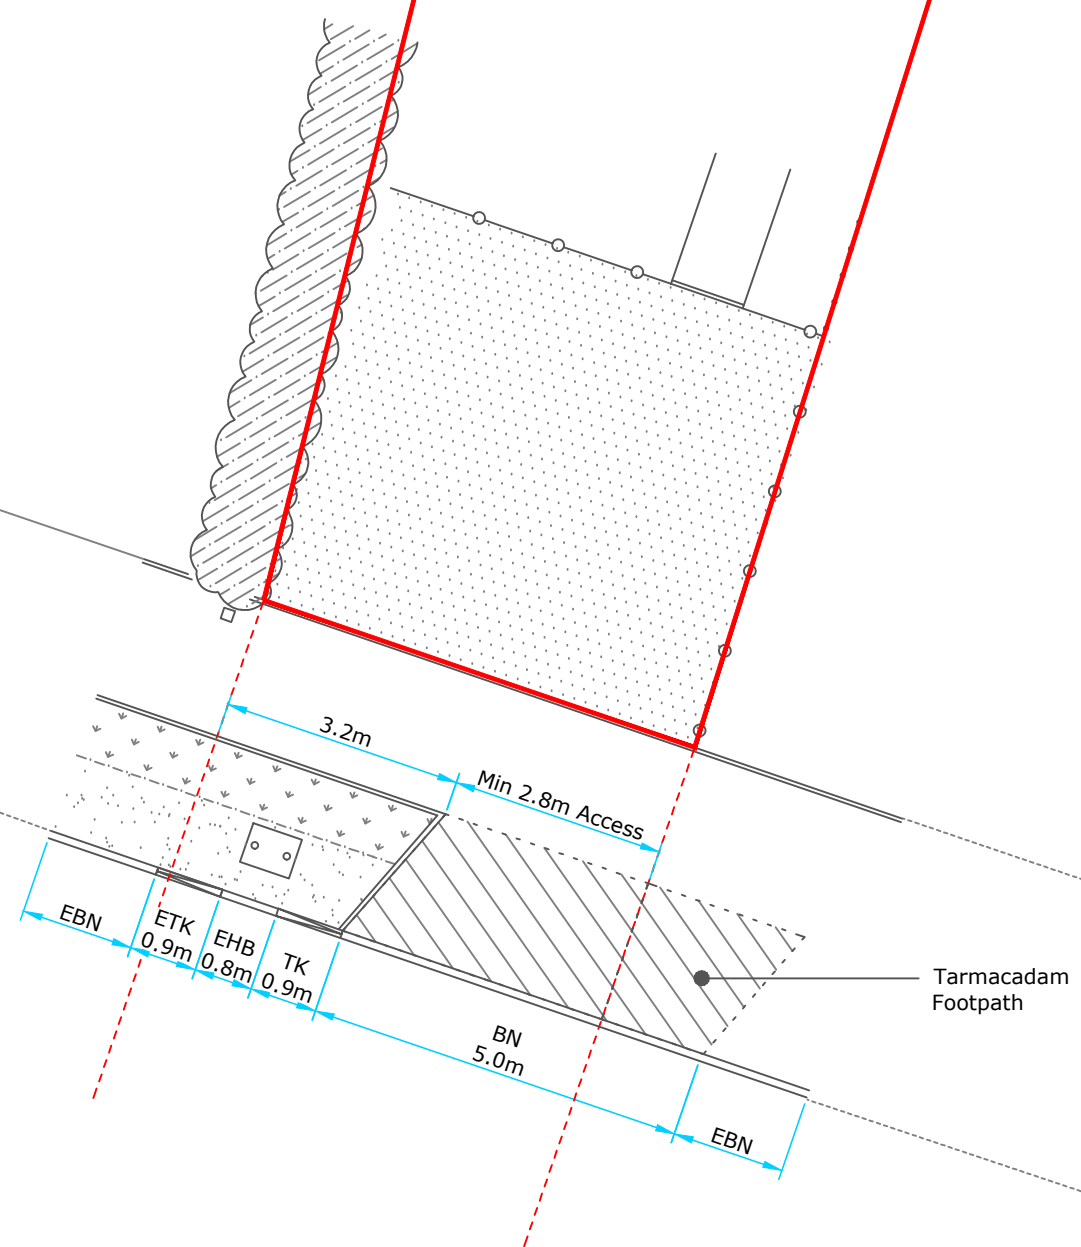 3.2m
Min 2.8m Access
EBN
ETK
0.9m
EHB
0.8m
TK
0.9m
BN
5.0m
EBN
Tarmacadam
Footpath